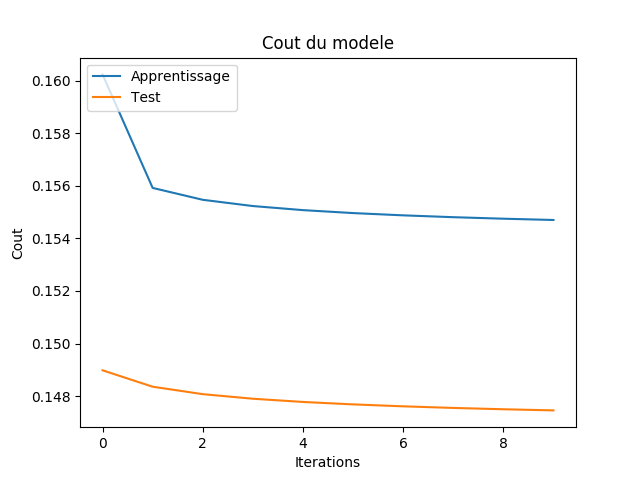 Cout du modele
Apprentissage
Test
0.160
0.158
0.156
0.154
0.152
0.150
0.148
Cout
0 2 4 6 8
Iterations